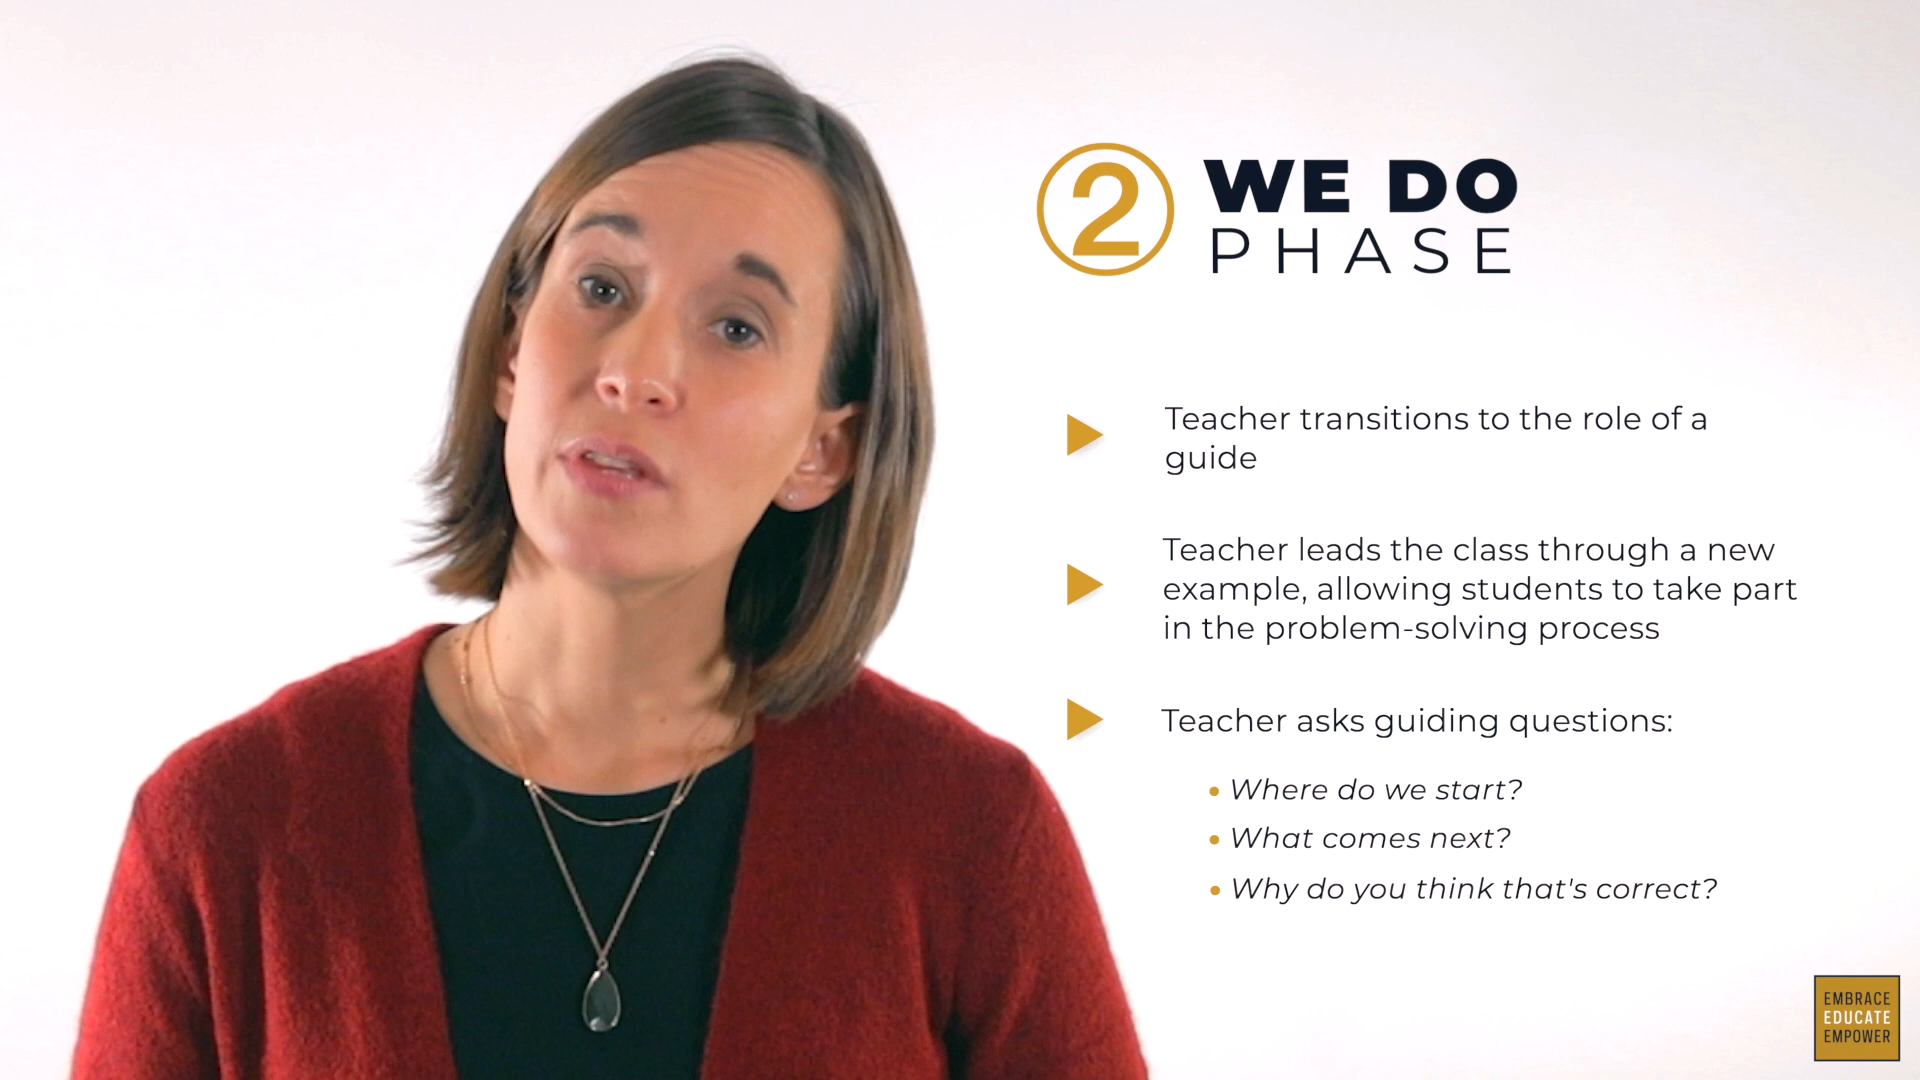 2
WE DO
PHASE
Teacher transitions to the role of a
guide
Teacher leads the class through a new
example, allowing students to take part
in the problem-solving process
Teacher asks guiding questions:
• Where do we start?
• What comes next?
• Why do you think that's correct?
EMBRACE
EDUCATE
EMPOWER